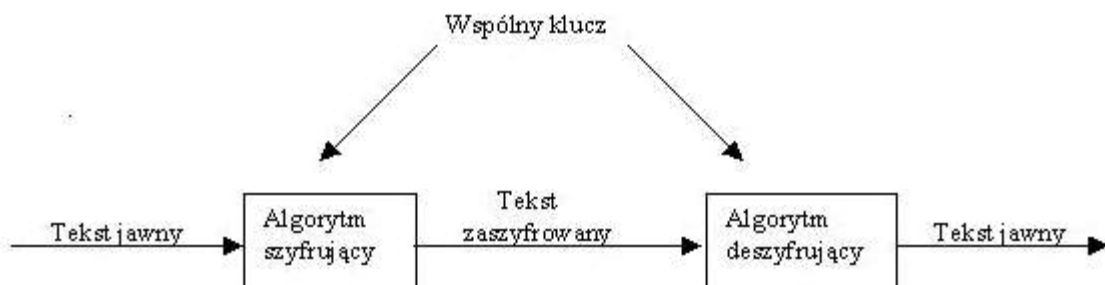 Wspólny klucz
Tekst jawny
Algorytm
szyfrujący
Tekst
zaszyfrowany
Algorytm
deszyfrujący
Tekst jawny